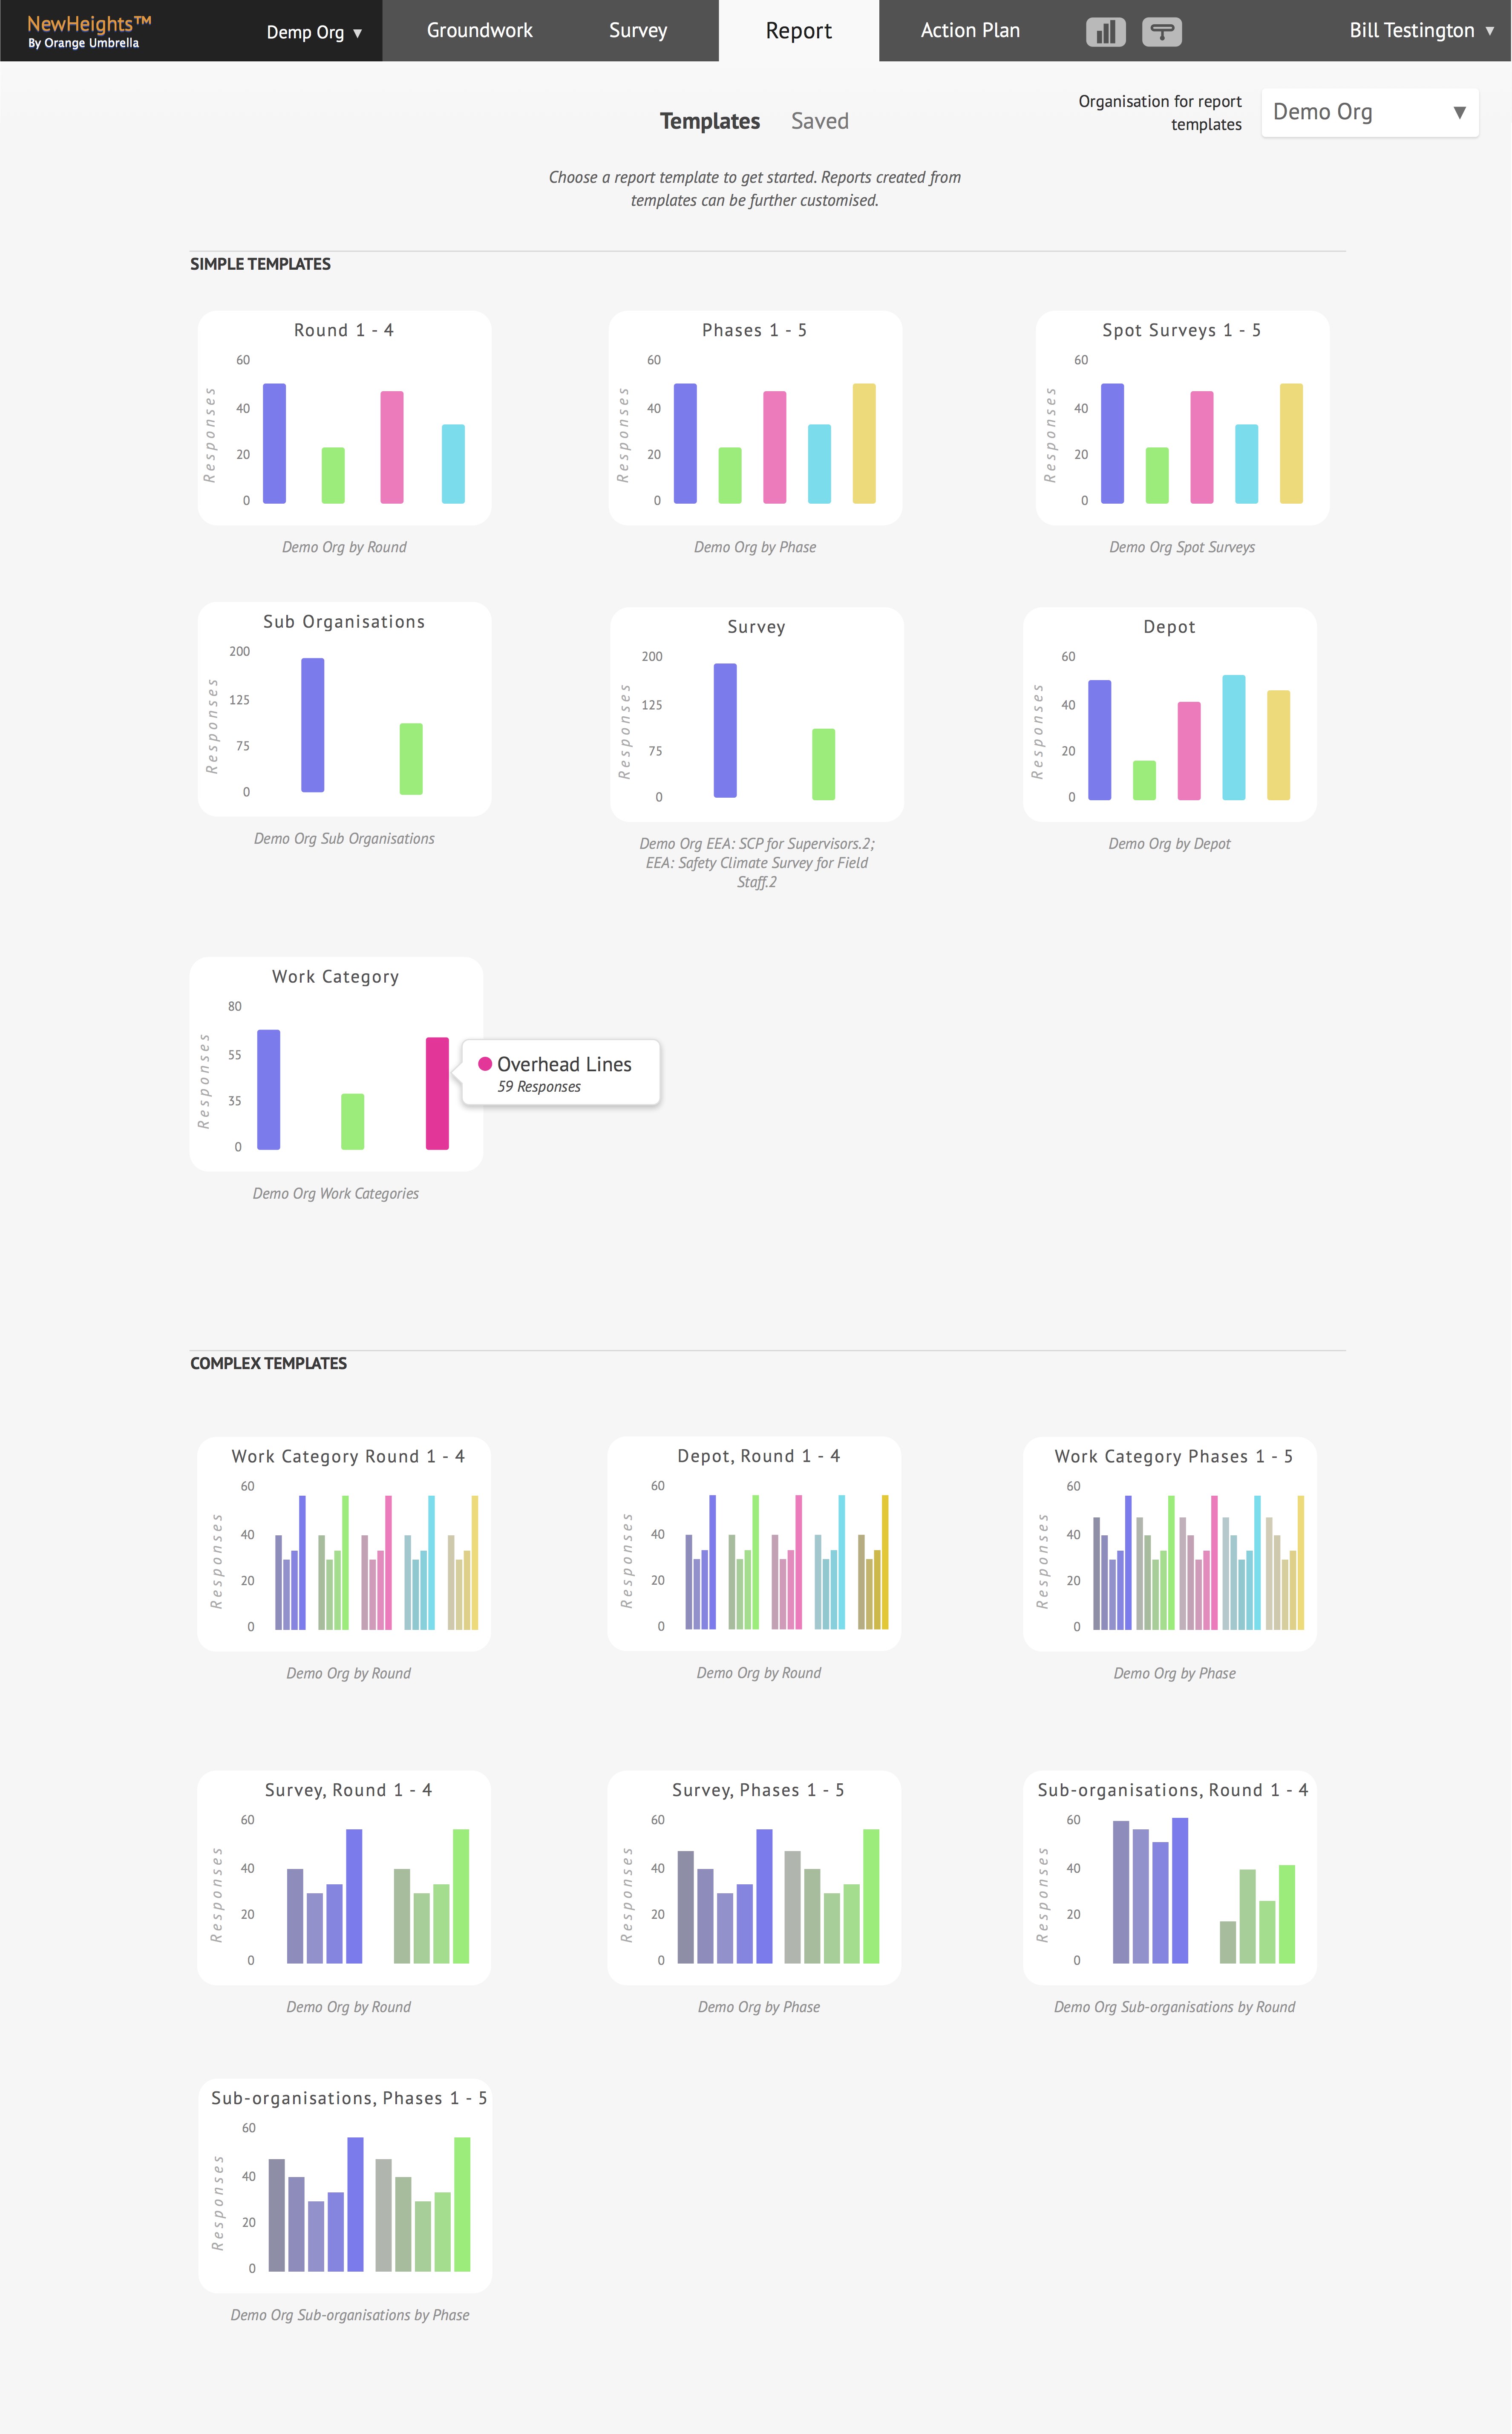 NewHeights™
By Orange Umbrella
Demp Org ▼
Groundwork
Survey
Report
Action Plan
Bill Testington ▼
Templates
Saved
Organisation for report
templates
Demo Org ▼
Choose a report template to get started. Reports created from
templates can be further customised.
SIMPLE TEMPLATES
Round 1 - 4
Responses
60
40
20
0
Demo Org by Round
Phases 1 - 5
Responses
60
40
20
0
Demo Org by Phase
Spot Surveys 1 - 5
Responses
60
40
20
0
Demo Org Spot Surveys
Sub Organisations
Responses
200
125
75
0
Demo Org Sub Organisations
Survey
Responses
200
125
75
0
Demo Org EEA: SCP for Supervisors.2;
EEA: Safety Climate Survey for Field
Staff.2
Depot
Responses
60
40
20
0
Demo Org by Depot
Work Category
Responses
80
55
35
0
Overhead Lines
59 Responses
Demo Org Work Categories
COMPLEX TEMPLATES
Work Category Round 1 - 4
Responses
60
40
20
0
Demo Org by Round
Depot, Round 1 - 4
Responses
60
40
20
0
Demo Org by Round
Work Category Phases 1 - 5
Responses
60
40
20
0
Demo Org by Phase
Survey, Round 1 - 4
Responses
60
40
20
0
Demo Org by Round
Survey, Phases 1 - 5
Responses
60
40
20
0
Demo Org by Phase
Sub-organisations, Round 1 - 4
Responses
60
40
20
0
Demo Org Sub-organisations by Round
Sub-organisations, Phases 1 - 5
Responses
60
40
20
0
Demo Org Sub-organisations by Phase